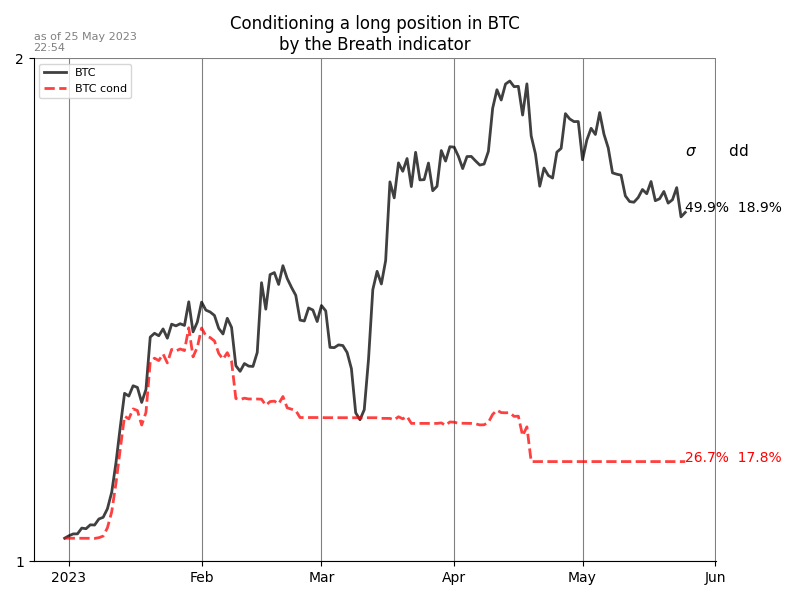 Conditioning a long position in BTC
by the Breath indicator
as of 25 May 2023
22:54
2
BTC
BTC cond
σ dd
49.9% 18.9%
26.7% 17.8%
1
2023 Feb Mar Apr May Jun